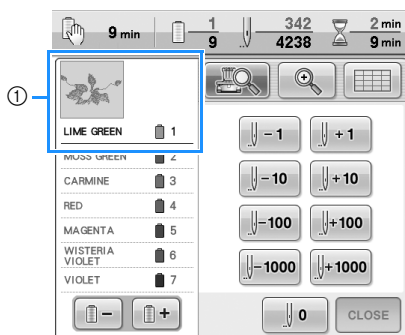 9 min
1
9
342
4238
2 min
9 min
1
LIME GREEN 1
MOSS GREEN 2
CARMINE 3
RED 4
MAGENTA 5
WISTERIA
VIOLET 6
VIOLET 7
-1
+1
-10
+10
-100
+100
-1000
+1000
-
+
0
CLOSE